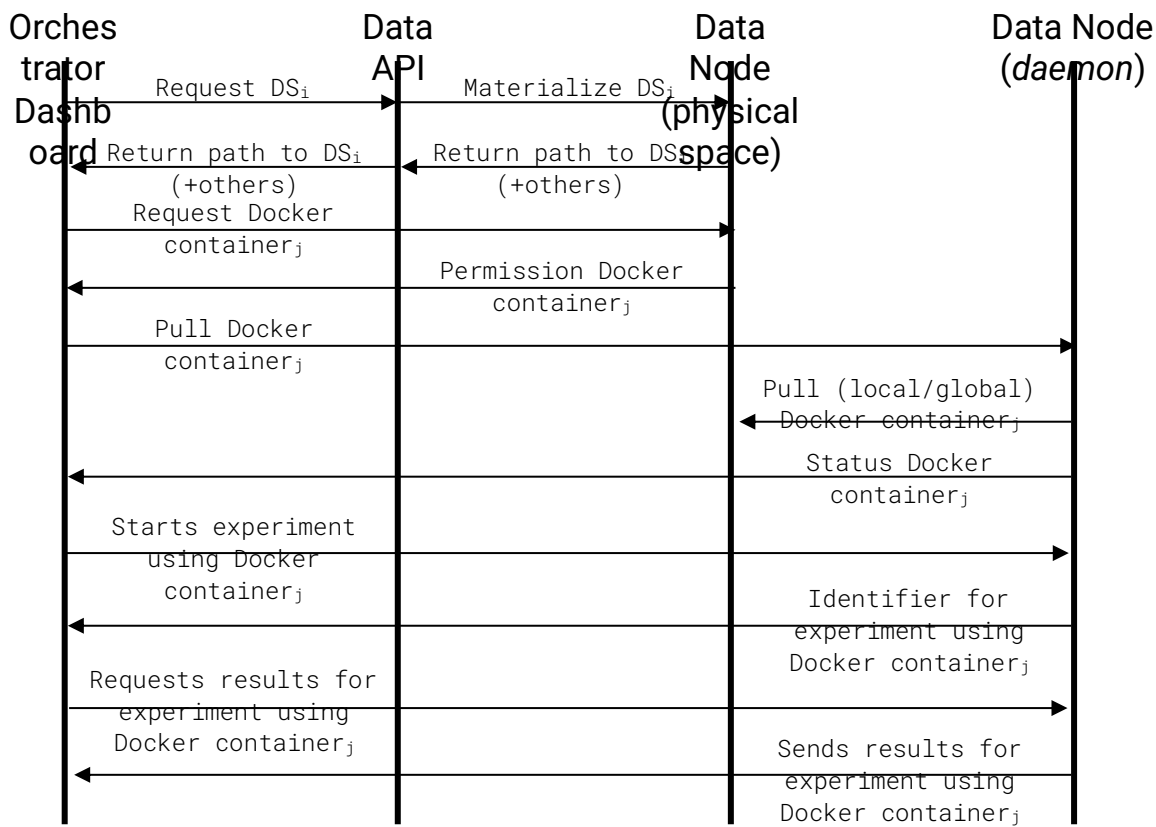 Orches
trator
Dashb
oard
Data
API
Data
Node
(physical
space)
Data Node
(daemon)
Request DSᵢ
Materialize DSᵢ
Return path to DSᵢ
(+others)
Return path to DSᵢ
(+others)
Request Docker
containerⱼ
Permission Docker
containerⱼ
Pull Docker
containerⱼ
Pull (local/global)
Docker containerⱼ
Status Docker
containerⱼ
Starts experiment
using Docker
containerⱼ
Identifier for
experiment using
Docker containerⱼ
Requests results for
experiment using
Docker containerⱼ
Sends results for
experiment using
Docker containerⱼ